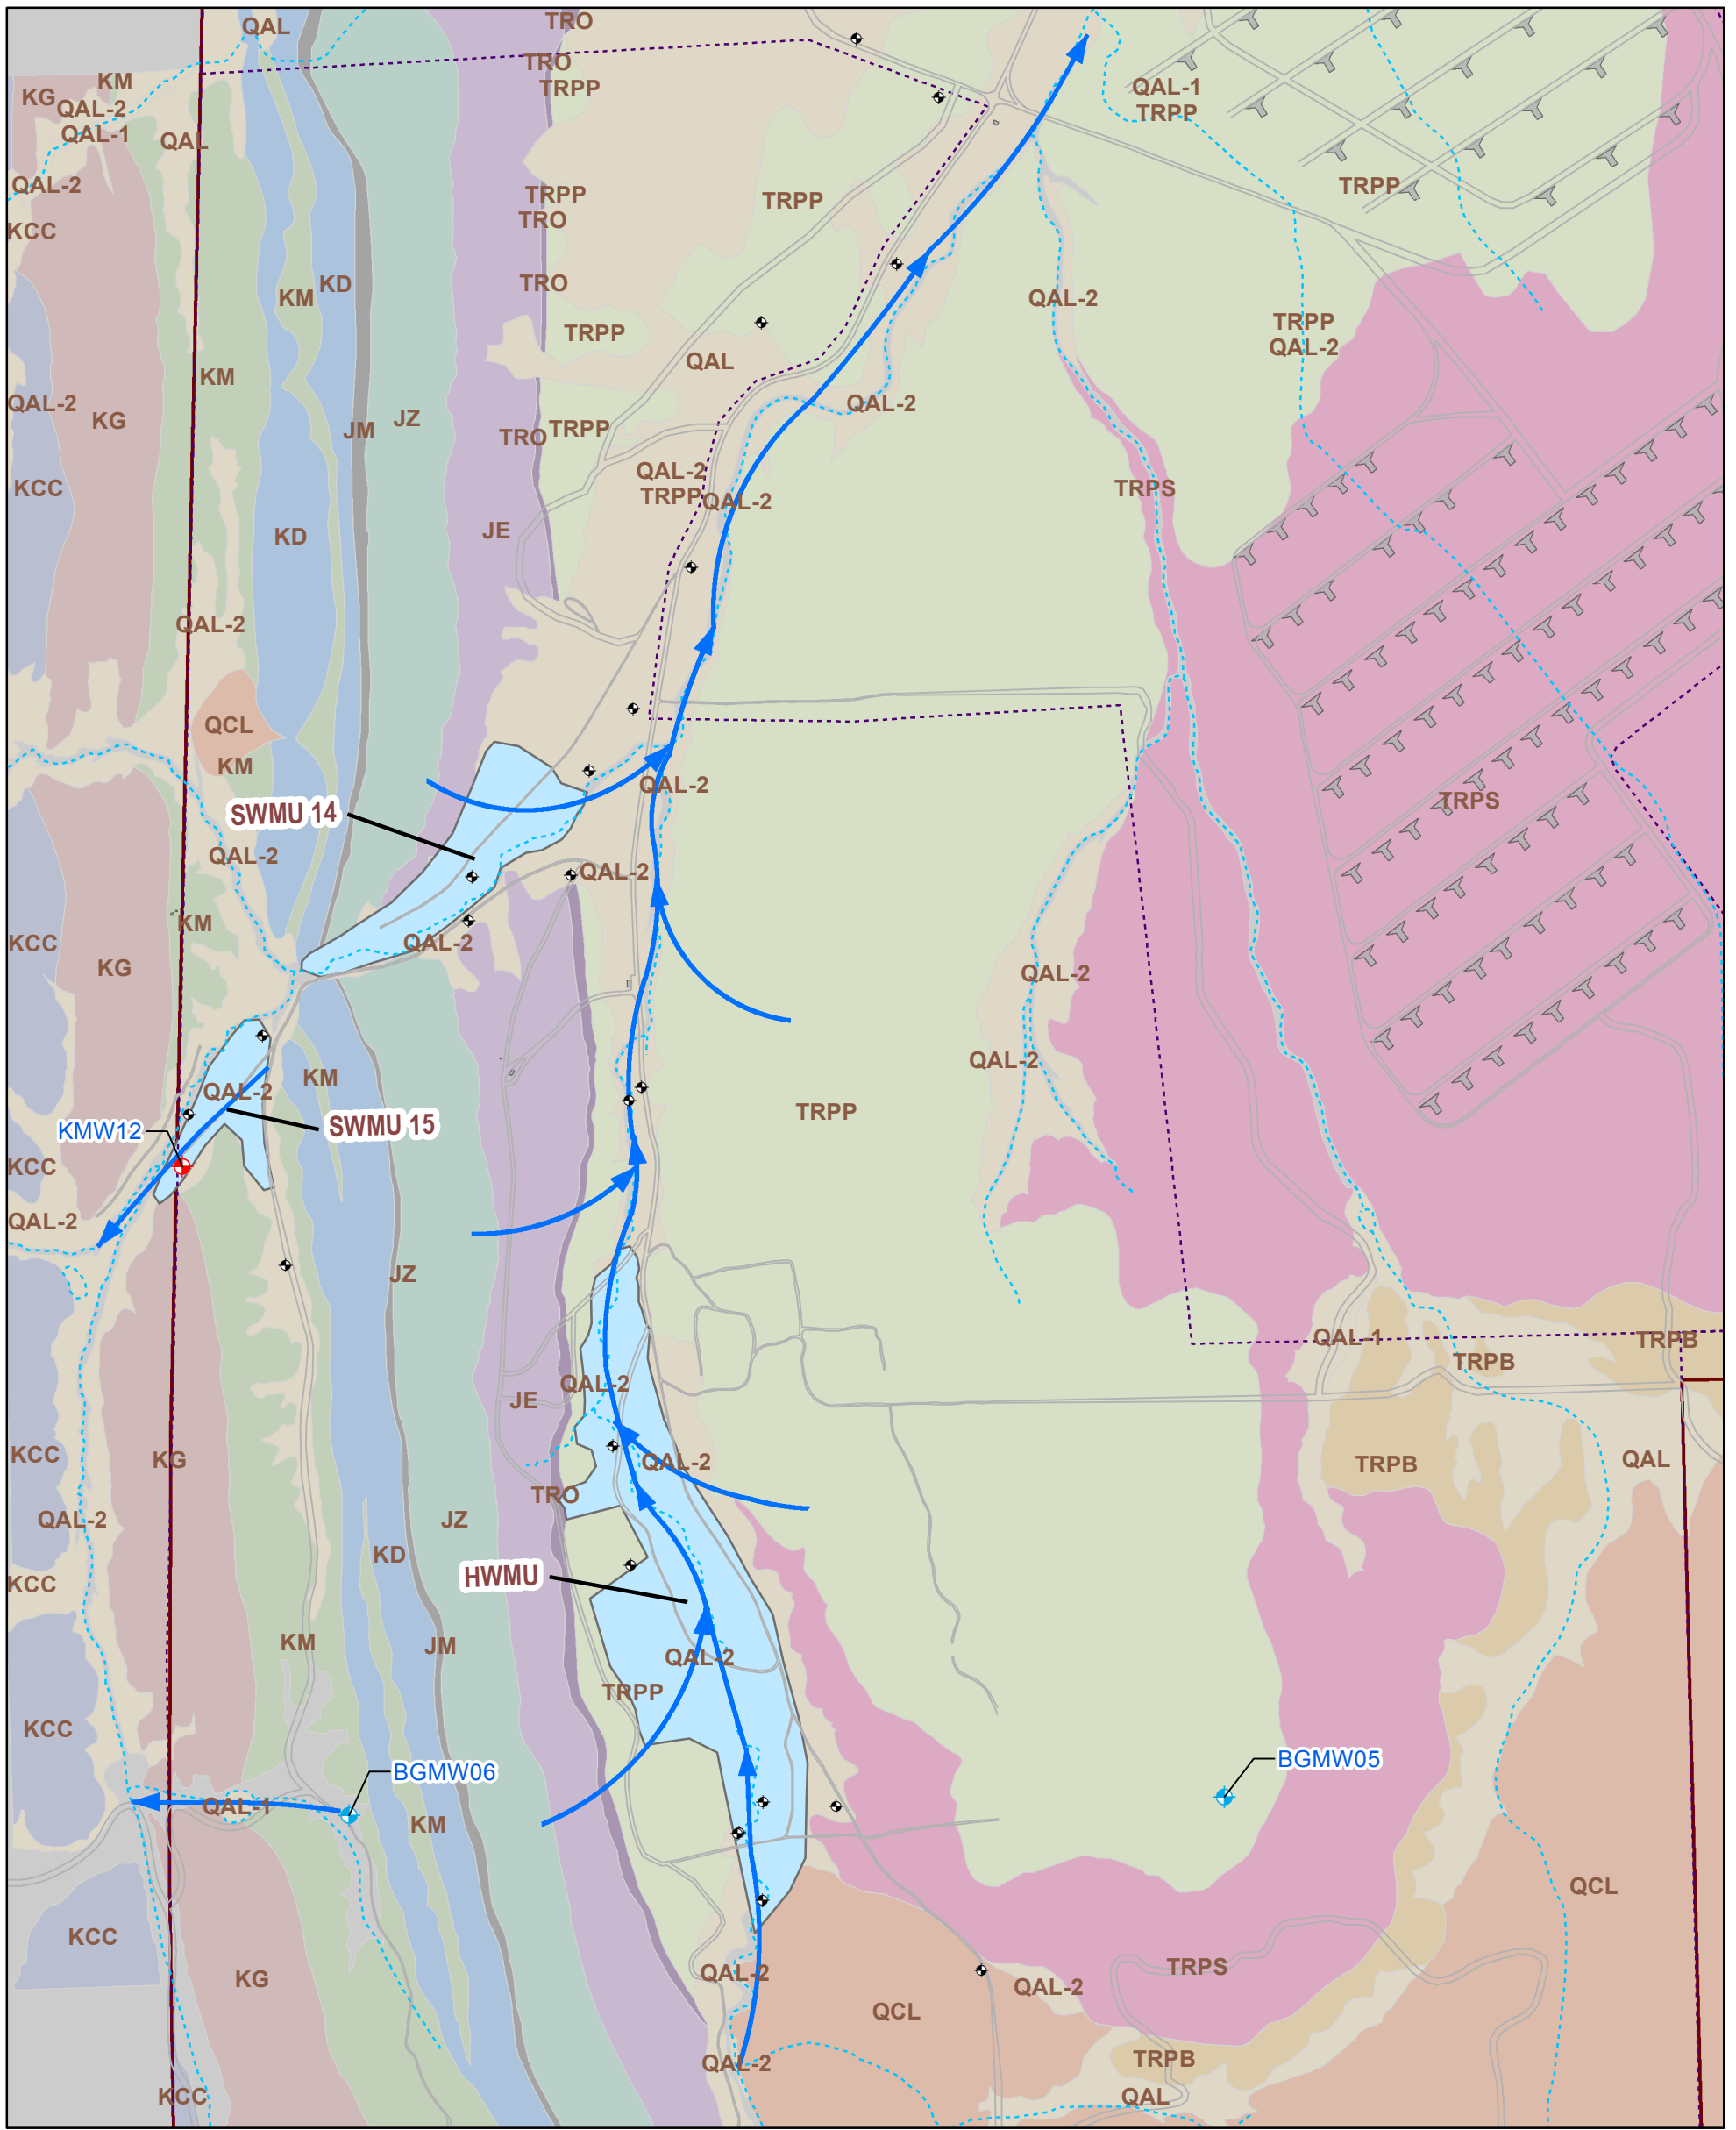 QAL
TRO
TRO
KM
KG
QAL-2
QAL-1
TRPP
QAL-1
TRPP
QAL
QAL-2
TRPP
TRO
TRPP
TRPP
KCC
KD
KM
TRO
QAL-2
TRPP
TRPP
QAL-2
QAL
KM
QAL-2
KG
JM
JZ
TRO
TRPP
QAL-2
QAL-2
TRPP
QAL-2
KCC
TRPS
KD
JE
QAL-2
QCL
KM
QAL-2
TRPS
SWMU 14
QAL-2
QAL-2
KM
KCC
QAL-2
KG
QAL-2
QAL-2
KM
QAL-2
TRPP
KMW12
SWMU 15
KCC
QAL-2
JZ
QAL-1
TRPB
TRPB
QAL-2
JE
KCC
KG
QAL-2
TRPB
QAL
TRO
QAL-2
JZ
KD
KCC
HWMU
KM
JM
QAL-2
TRPP
KCC
BGMW06
BGMW05
QAL-1
KM
QCL
KCC
TRPS
QAL-2
KG
QAL-2
QCL
TRPB
QAL-2
KCC
QAL